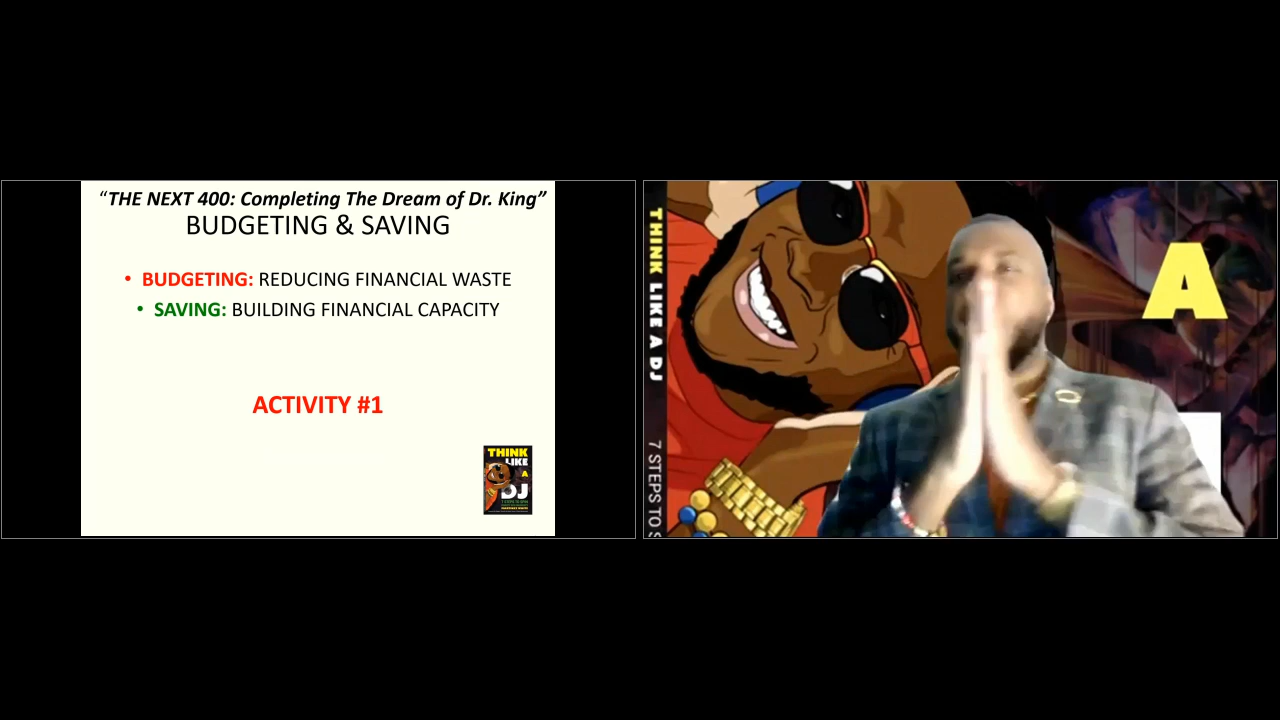 “THE NEXT 400: Completing The Dream of Dr. King”
BUDGETING & SAVING
• BUDGETING: REDUCING FINANCIAL WASTE
• SAVING: BUILDING FINANCIAL CAPACITY
ACTIVITY #1
THINK
LIKE
A
DJ
THINK LIKE A DJ
7 STEPS TO S
A